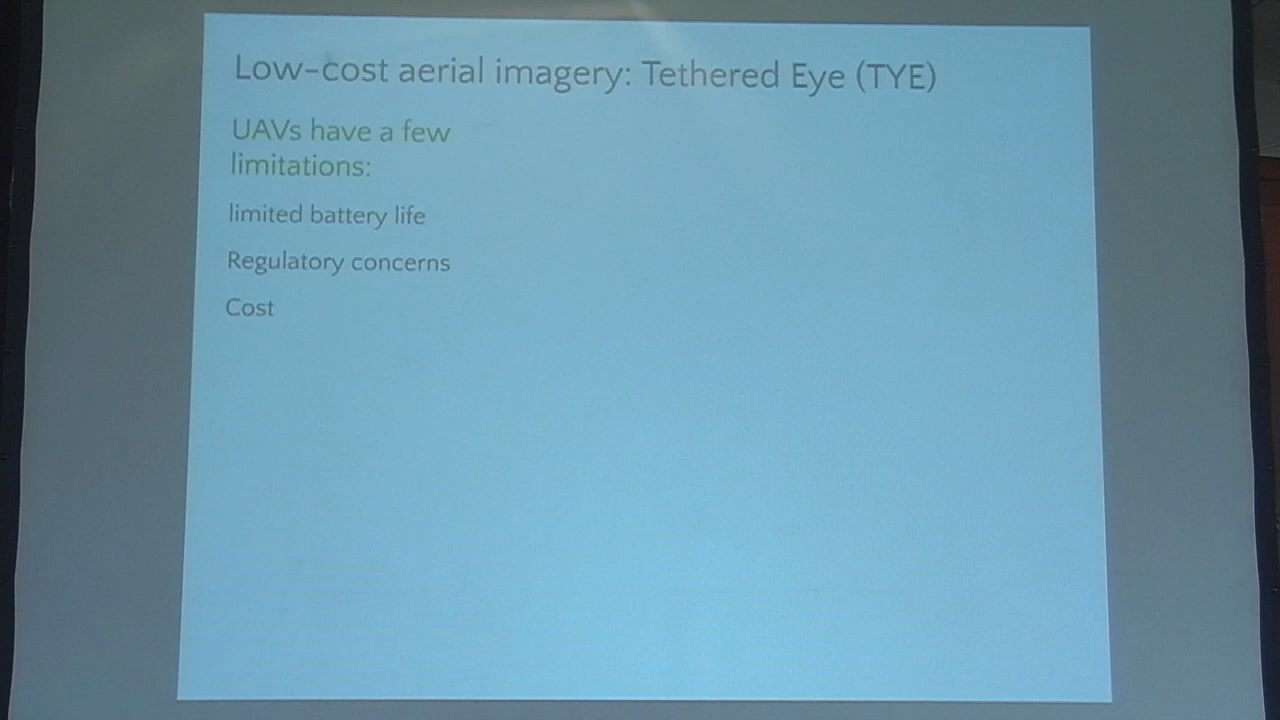 Low-cost aerial imagery: Tethered Eye (TYE)
UAVs have a few
limitations:
limited battery life
Regulatory concerns
Cost